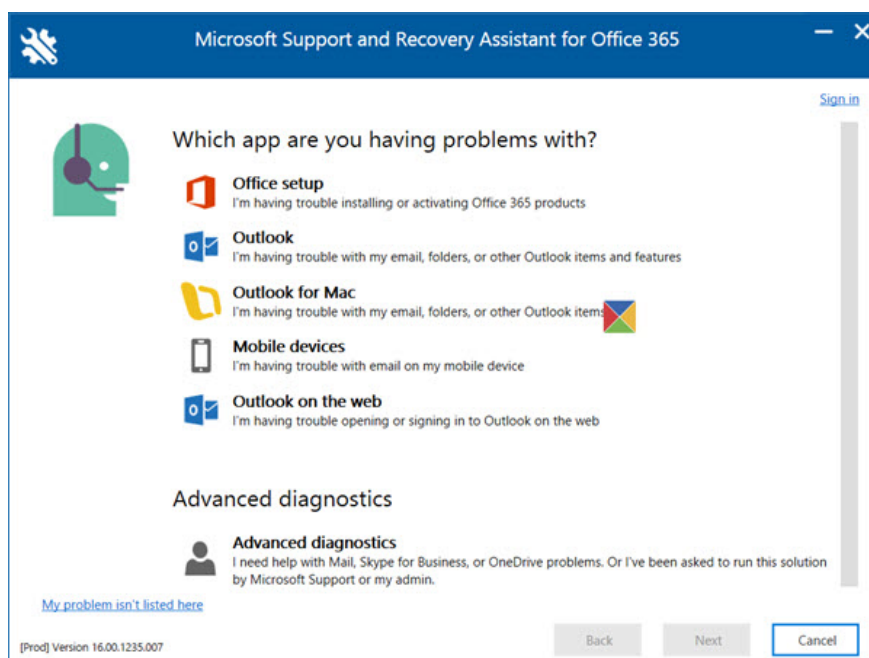 Microsoft Support and Recovery Assistant for Office 365
Sign in
Which app are you having problems with?
Office setup
I'm having trouble installing or activating Office 365 products
Outlook
I'm having trouble with my email, folders, or other Outlook items and features
Outlook for Mac
I'm having trouble with my email, folders, or other Outlook items
Mobile devices
I'm having trouble with email on my mobile device
Outlook on the web
I'm having trouble opening or signing in to Outlook on the web
Advanced diagnostics
Advanced diagnostics
I need help with Mail, Skype for Business, or OneDrive problems. Or I've been asked to run this solution
by Microsoft Support or my admin.
My problem isn't listed here
[Prod] Version 16.00.1235.007
Back Next Cancel